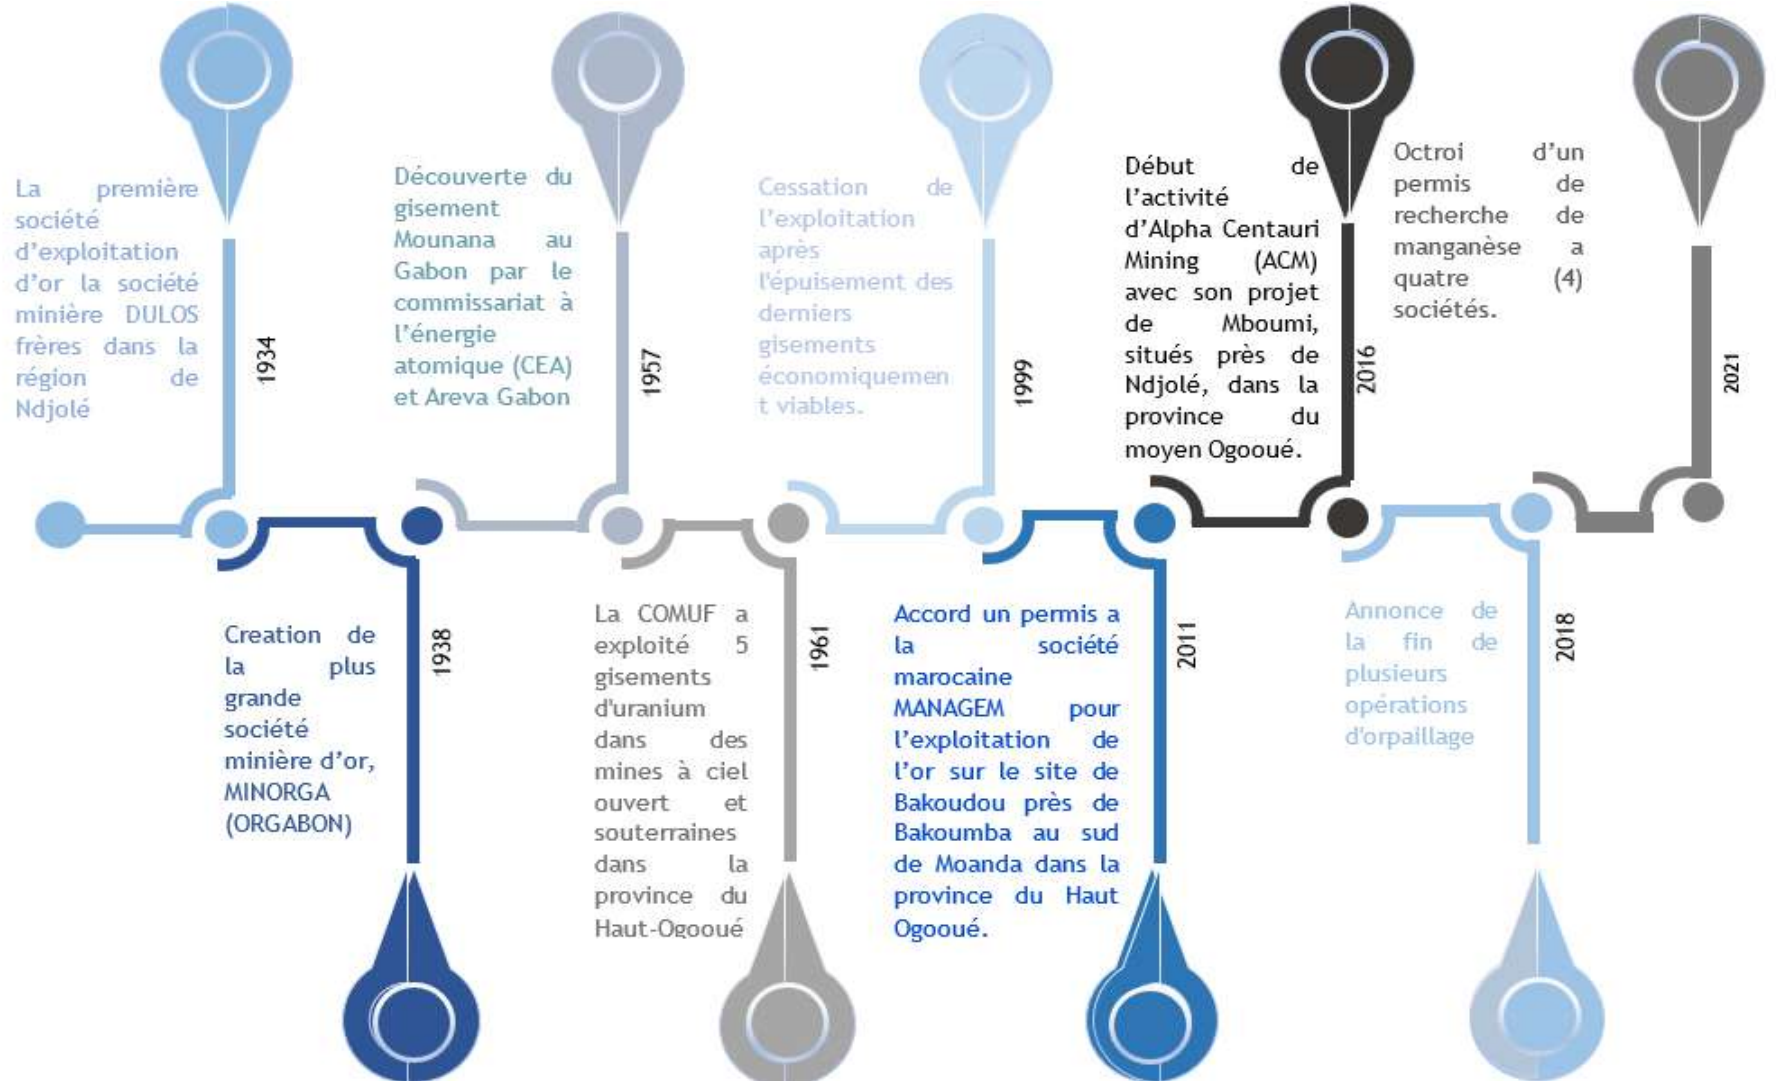 La première
société
d'exploitation
d'or la société
minière DULOS
frères dans la
région de
Ndjolé
1934
Creation de
la plus
grande
société
minière d'or,
MINORGA
(ORGABON)
1938
Découverte du
gisement
Mounana au
Gabon par le
commissariat à
l'énergie
atomique (CEA)
et Areva Gabon
1957
La COMUF a
exploité 5
gisements
d'uranium
dans des
mines à ciel
ouvert et
souterraines
dans la
province du
Haut-Ogooué
1961
Cessation de
l'exploitation
après
l'épuisement des
derniers
gisements
économiquemen
t viables.
1999
Accord un permis a
la société
marocaine
MANAGEM pour
l'exploitation de
l'or sur le site de
Bakoudou près de
Bakoumba au sud
de Moanda dans la
province du Haut
Ogooué.
2011
Début de
l'activité
d'Alpha Centauri
Mining (ACM)
avec son projet
de Mboumi,
situés près de
Ndjolé, dans la
province du
moyen Ogooué.
2016
Annonce de
la fin de
plusieurs
opérations
d'orpaillage
2018
Octroi d'un
permis de
recherche de
manganèse a
quatre (4)
sociétés.
2021